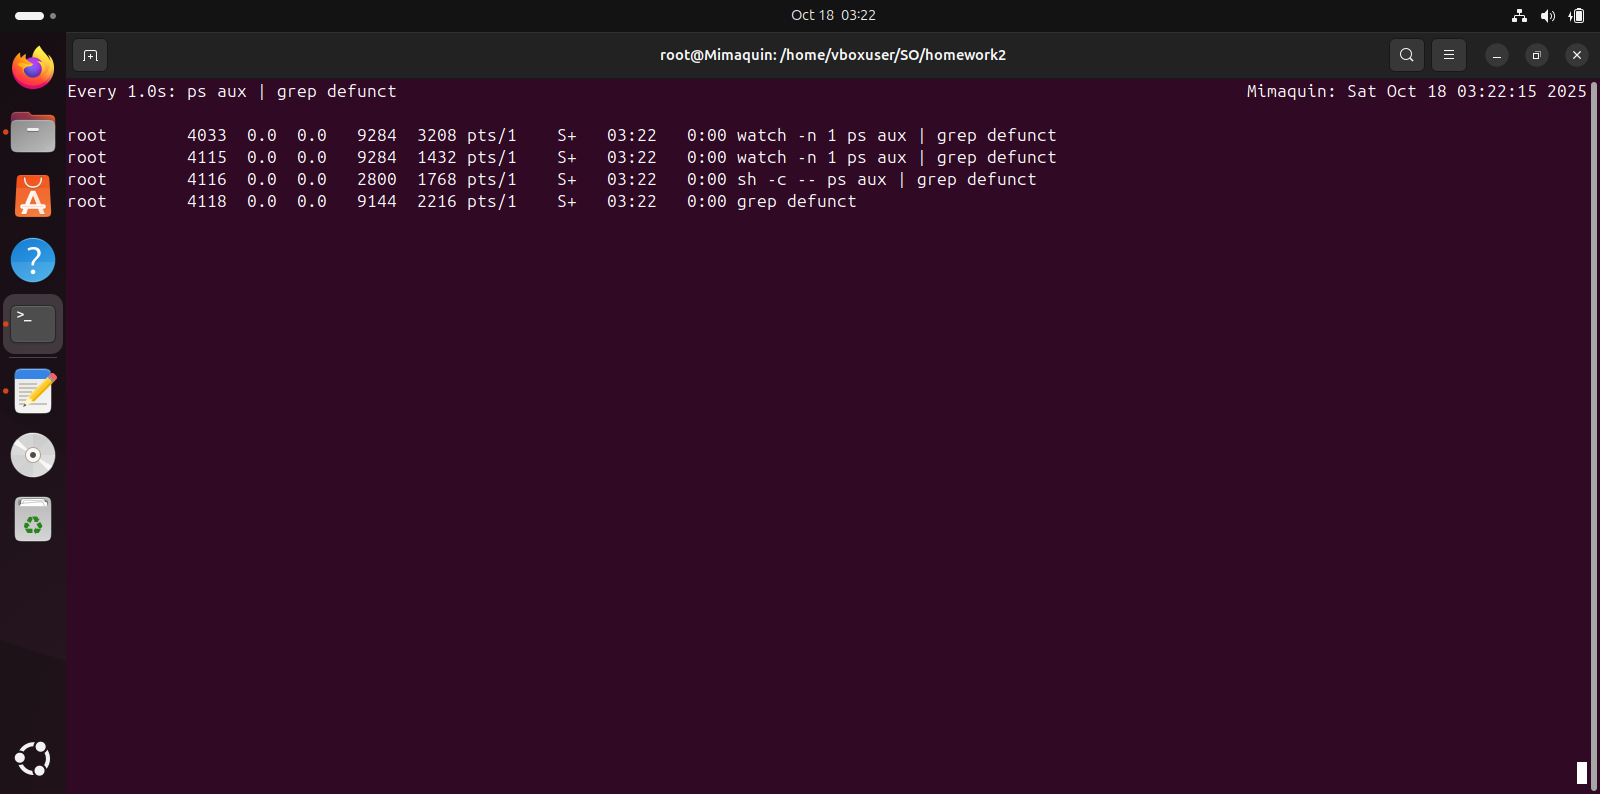 Oct 18 03:22
root@Mimaquin: /home/vboxuser/SO/homework2
Every 1.0s: ps aux | grep defunct Mimaquin: Sat Oct 18 03:22:15 2025
root 4033 0.0 0.0 9284 3208 pts/1 S+ 03:22 0:00 watch -n 1 ps aux | grep defunct
root 4115 0.0 0.0 9284 1432 pts/1 S+ 03:22 0:00 watch -n 1 ps aux | grep defunct
root 4116 0.0 0.0 2800 1768 pts/1 S+ 03:22 0:00 sh -c -- ps aux | grep defunct
root 4118 0.0 0.0 9144 2216 pts/1 S+ 03:22 0:00 grep defunct